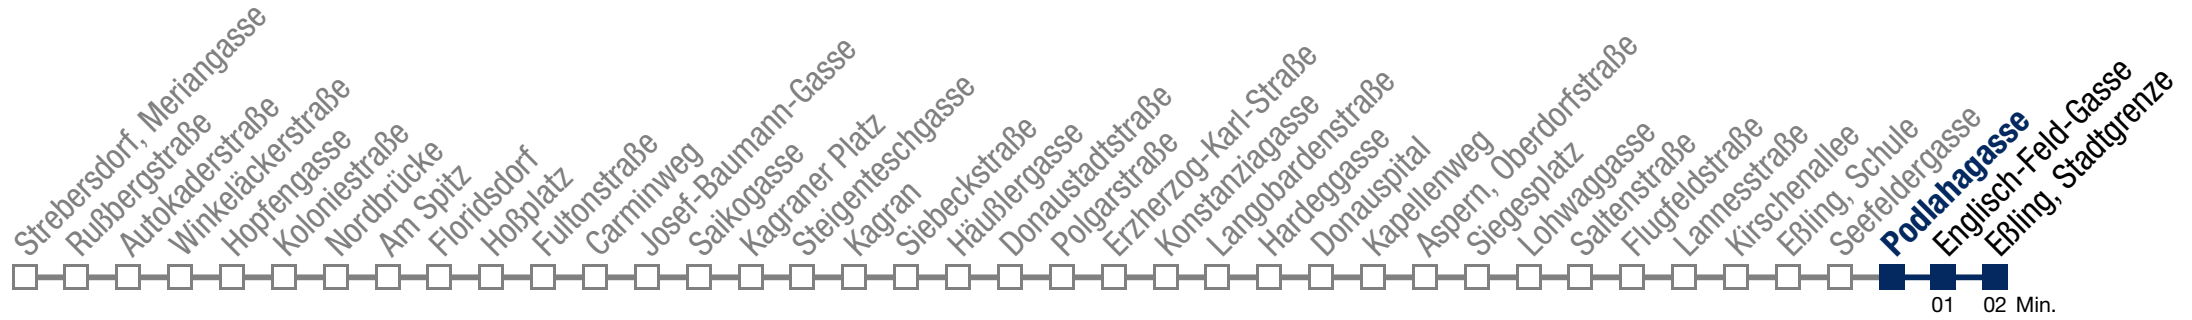 Strebersdorf, Meriangasse
Rußbergstraße
Autokaderstraße
Winkeläckerstraße
Hopfengasse
Koloniestraße
Nordbrücke
Am Spitz
Floridsdorf
Hoßplatz
Fultonstraße
Carminweg
Josef-Baumann-Gasse
Saikogasse
Kagraner Platz
Steigenteschgasse
Kagran
Siebeckstraße
Häußlergasse
Donaustadtstraße
Polgarstraße
Erzherzog-Karl-Straße
Konstanziagasse
Langobardenstraße
Hardeggasse
Donauspital
Kapellenweg
Aspern, Oberdorfstraße
Siegesplatz
Lohwaggasse
Saltenstraße
Flugfeldstraße
Lannesstraße
Kirschenallee
Eßling, Schule
Seefeldergasse
Podlahagasse
Englisch-Feld-Gasse
Eßling, Stadtgrenze
01 02 Min.